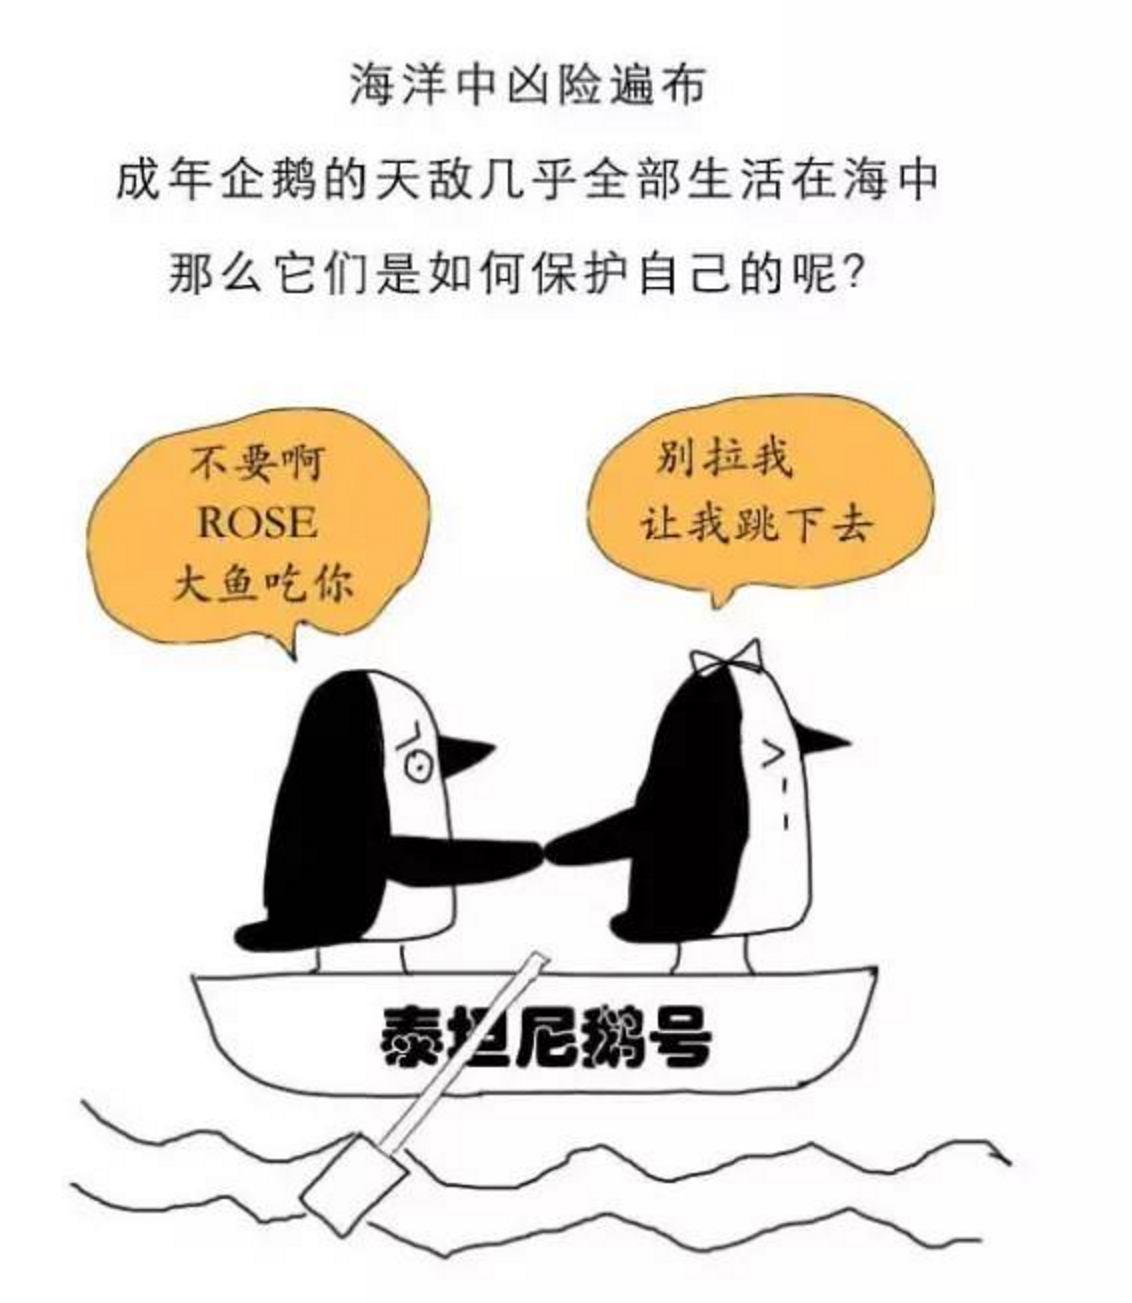 海洋中凶险遍布
成年企鹅的天敌几乎全部生活在海中
那么它们是如何保护自己的呢?
不要啊
ROSE
大鱼吃你
别拉我
让我跳下去
泰坦尼鹅号